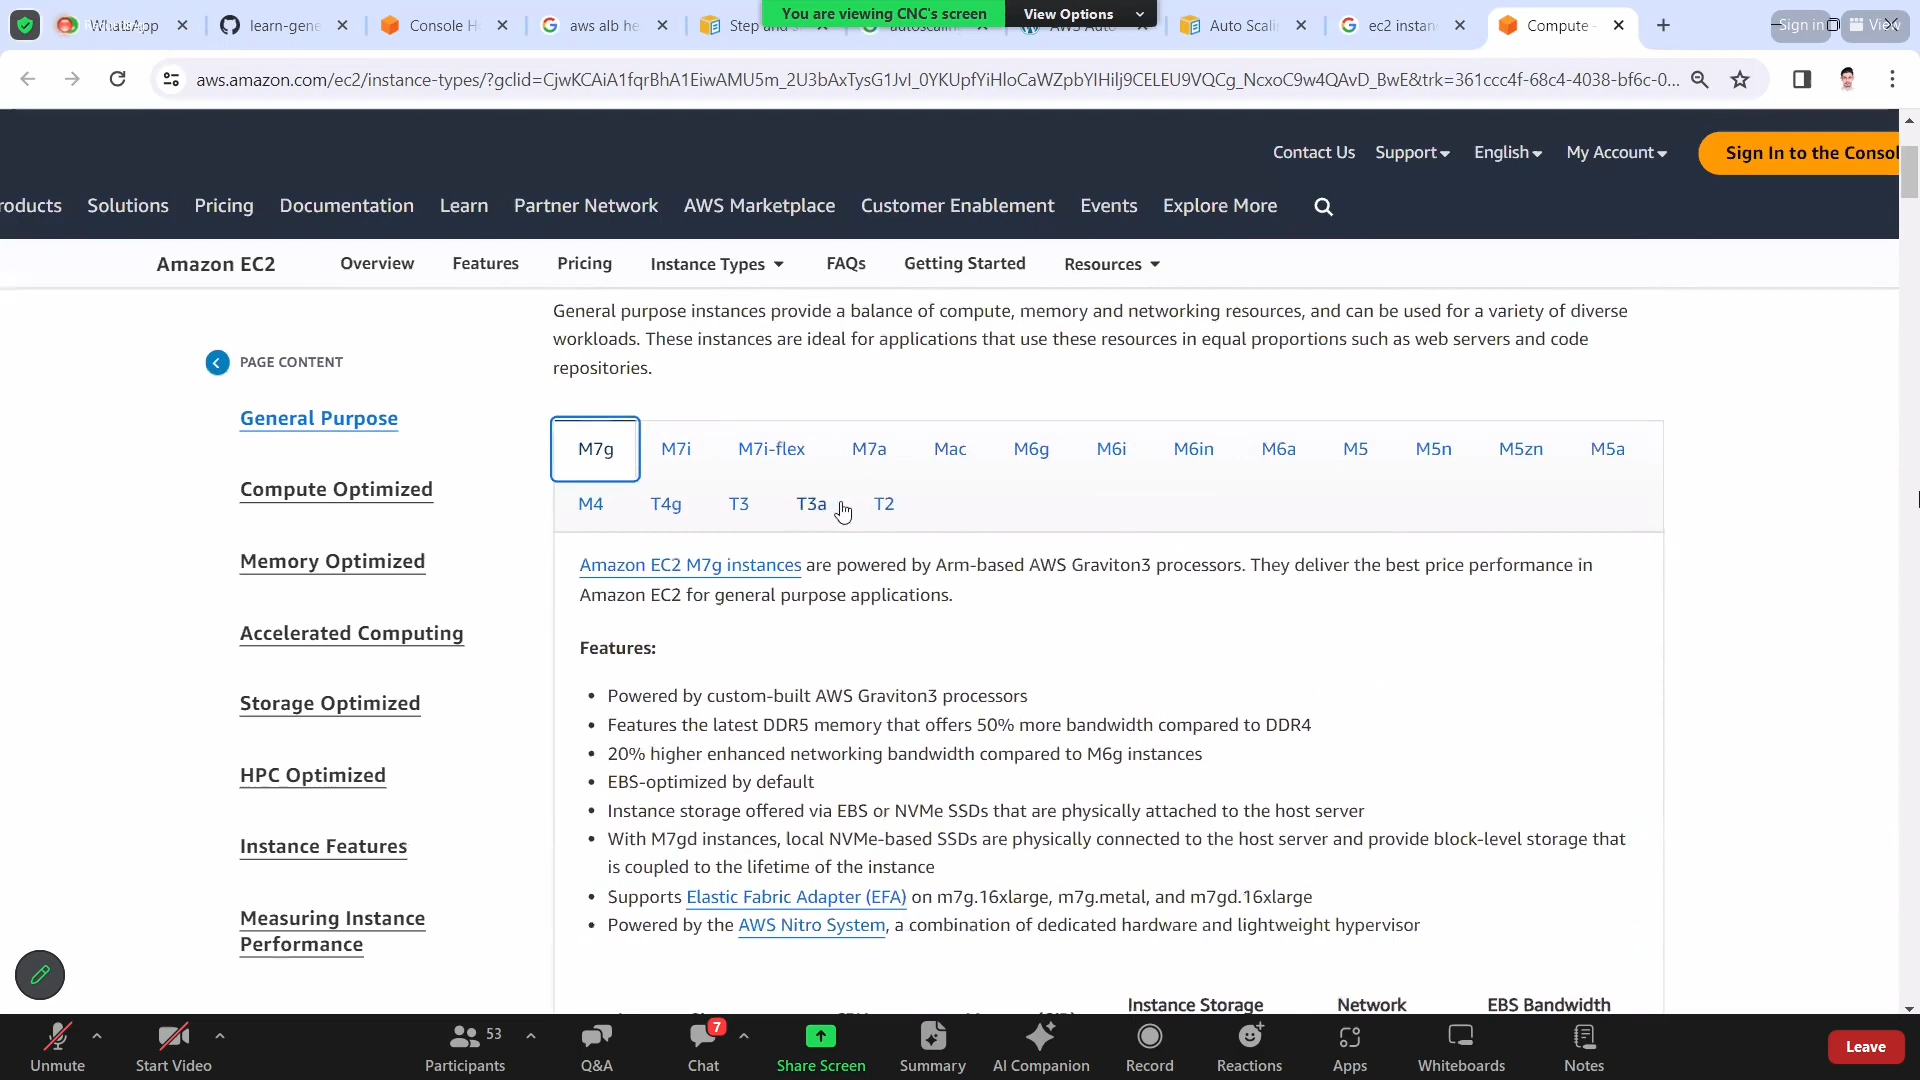 You are viewing CNC's screen
View Options
WhatsApp
learn-gene
Console H
aws alb he
Step and s
autoscalin
AWS Auto
Auto Scali
ec2 instan
Compute -
Sign in
View
aws.amazon.com/ec2/instance-types/?gclid=CjwKCAiA1fqrBhA1EiwAMU5m_2U3bAxTysG1JvI_0YKUpfYiHloCaWZpbYIHilj9CELEU9VQCg_NcxoC9w4QAvD_BwE&trk=361ccc4f-68c4-4038-bf6c-0...
Contact Us Support English My Account Sign In to the Consol
roducts Solutions Pricing Documentation Learn Partner Network AWS Marketplace Customer Enablement Events Explore More
Amazon EC2 Overview Features Pricing Instance Types FAQs Getting Started Resources
PAGE CONTENT
General Purpose
Compute Optimized
Memory Optimized
Accelerated Computing
Storage Optimized
HPC Optimized
Instance Features
Measuring Instance
Performance
General purpose instances provide a balance of compute, memory and networking resources, and can be used for a variety of diverse
workloads. These instances are ideal for applications that use these resources in equal proportions such as web servers and code
repositories.
M7g M7i M7i-flex M7a Mac M6g M6i M6in M6a M5 M5n M5zn M5a
M4 T4g T3 T3a T2
Amazon EC2 M7g instances are powered by Arm-based AWS Graviton3 processors. They deliver the best price performance in
Amazon EC2 for general purpose applications.
Features:
• Powered by custom-built AWS Graviton3 processors
• Features the latest DDR5 memory that offers 50% more bandwidth compared to DDR4
• 20% higher enhanced networking bandwidth compared to M6g instances
• EBS-optimized by default
• Instance storage offered via EBS or NVMe SSDs that are physically attached to the host server
• With M7gd instances, local NVMe-based SSDs are physically connected to the host server and provide block-level storage that
is coupled to the lifetime of the instance
• Supports Elastic Fabric Adapter (EFA) on m7g.16xlarge, m7g.metal, and m7gd.16xlarge
• Powered by the AWS Nitro System, a combination of dedicated hardware and lightweight hypervisor
Instance Storage Network EBS Bandwidth
Unmute
Start Video
Participants 53
Q&A
Chat 7
Share Screen
Summary
AI Companion
Record
Reactions
Apps
Whiteboards
Notes
Leave